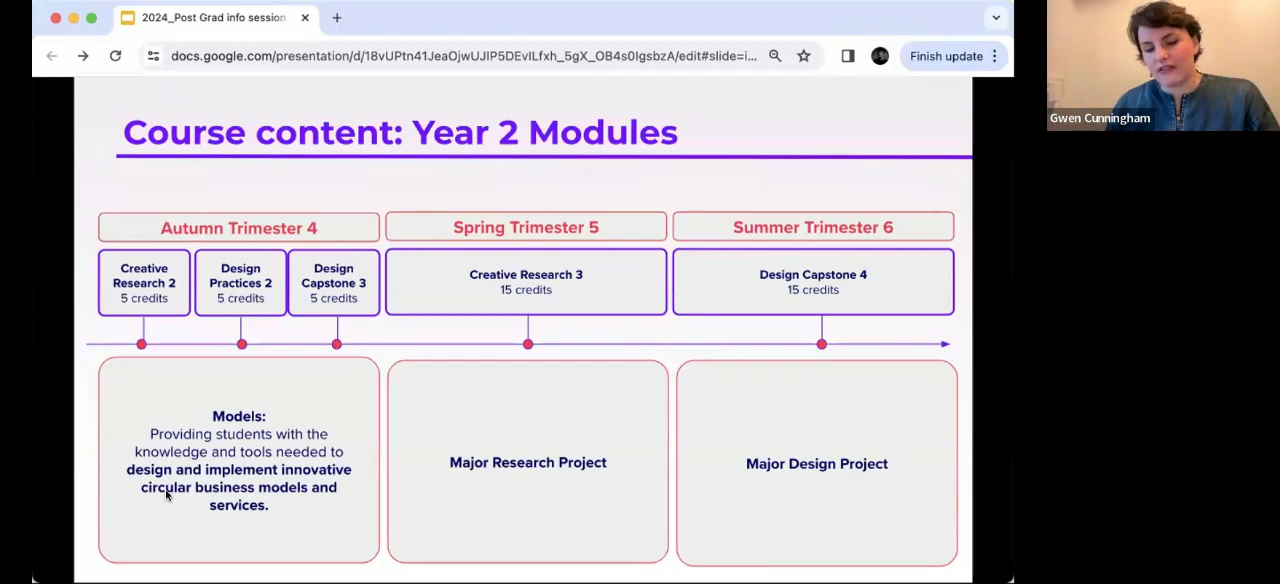 2024_Post Grad info session
docs.google.com/presentation/d/18vUPtn41JeaOjwUJIP5DEvILfxh_5gX_OB4s0Igsbz​A/edit#slide=i...
Finish update
Gwen Cunningham
Course content: Year 2 Modules
Autumn Trimester 4
Spring Trimester 5
Summer Trimester 6
Creative
Research 2
5 credits
Design
Practices 2
5 credits
Design
Capstone 3
5 credits
Creative Research 3
15 credits
Design Capstone 4
15 credits
Models:
Providing students with the
knowledge and tools needed to
design and implement innovative
circular business models and
services.
Major Research Project
Major Design Project